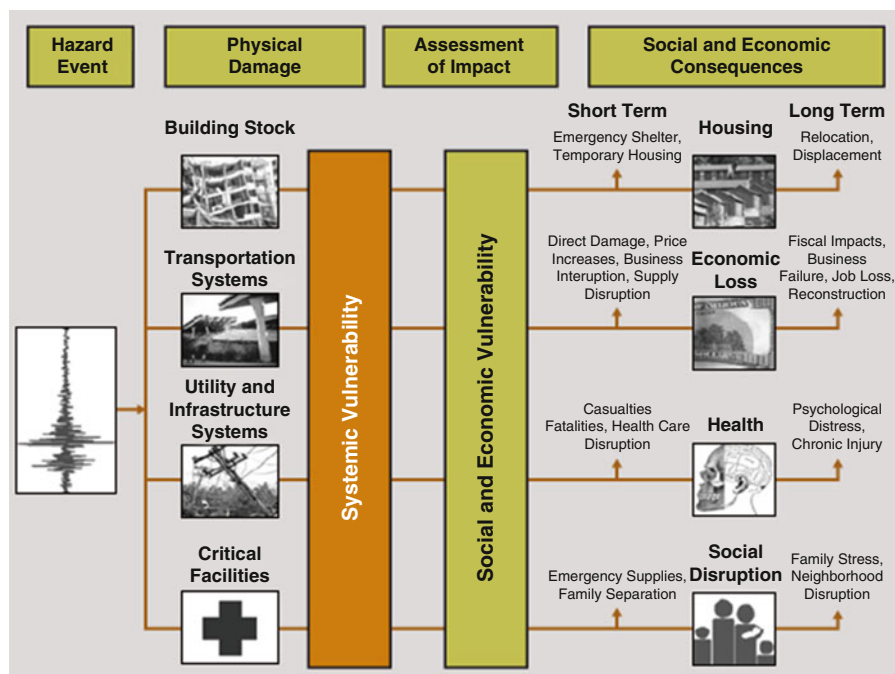 Hazard
Event
Physical
Damage
Assessment
of Impact
Social and Economic
Consequences
Building Stock
Transportation
Systems
Utility and
Infrastructure
Systems
Critical
Facilities
Systemic Vulnerability
Social and Economic Vulnerability
Short Term
Emergency Shelter,
Temporary Housing
Housing
Long Term
Relocation,
Displacement
Direct Damage, Price
Increases, Business
Interuption, Supply
Disruption
Economic
Loss
Fiscal Impacts,
Business
Failure, Job Loss,
Reconstruction
Casualties
Fatalities, Health Care
Disruption
Health
Psychological
Distress,
Chronic Injury
Emergency Supplies,
Family Separation
Social
Disruption
Family Stress,
Neighborhood
Disruption